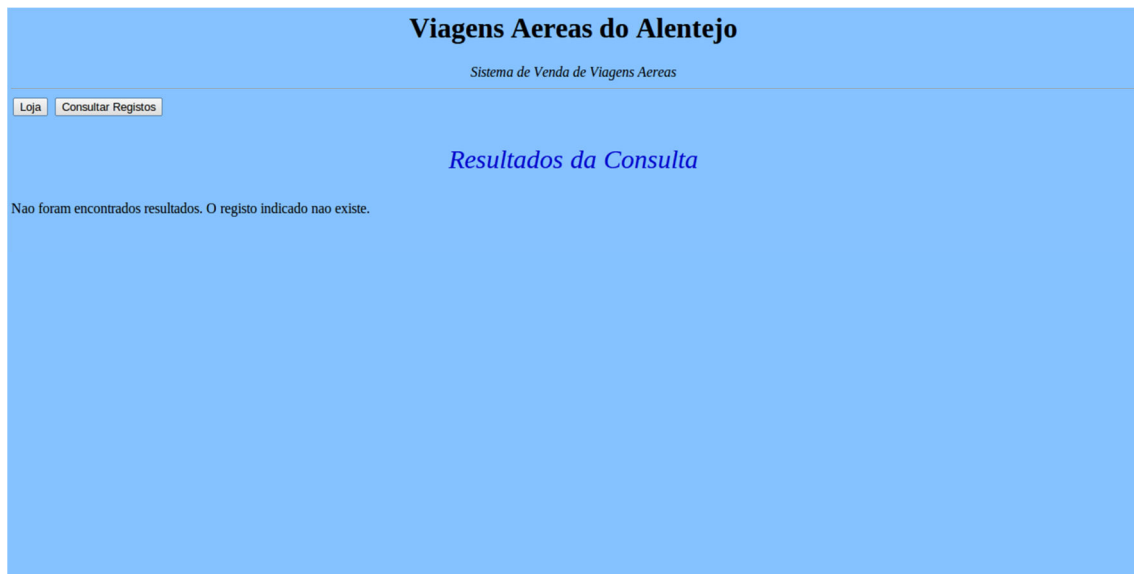 Viagens Aereas do Alentejo
Sistema de Venda de Viagens Aereas
Loja Consultar Registos
Resultados da Consulta
Nao foram encontrados resultados. O registo indicado nao existe.